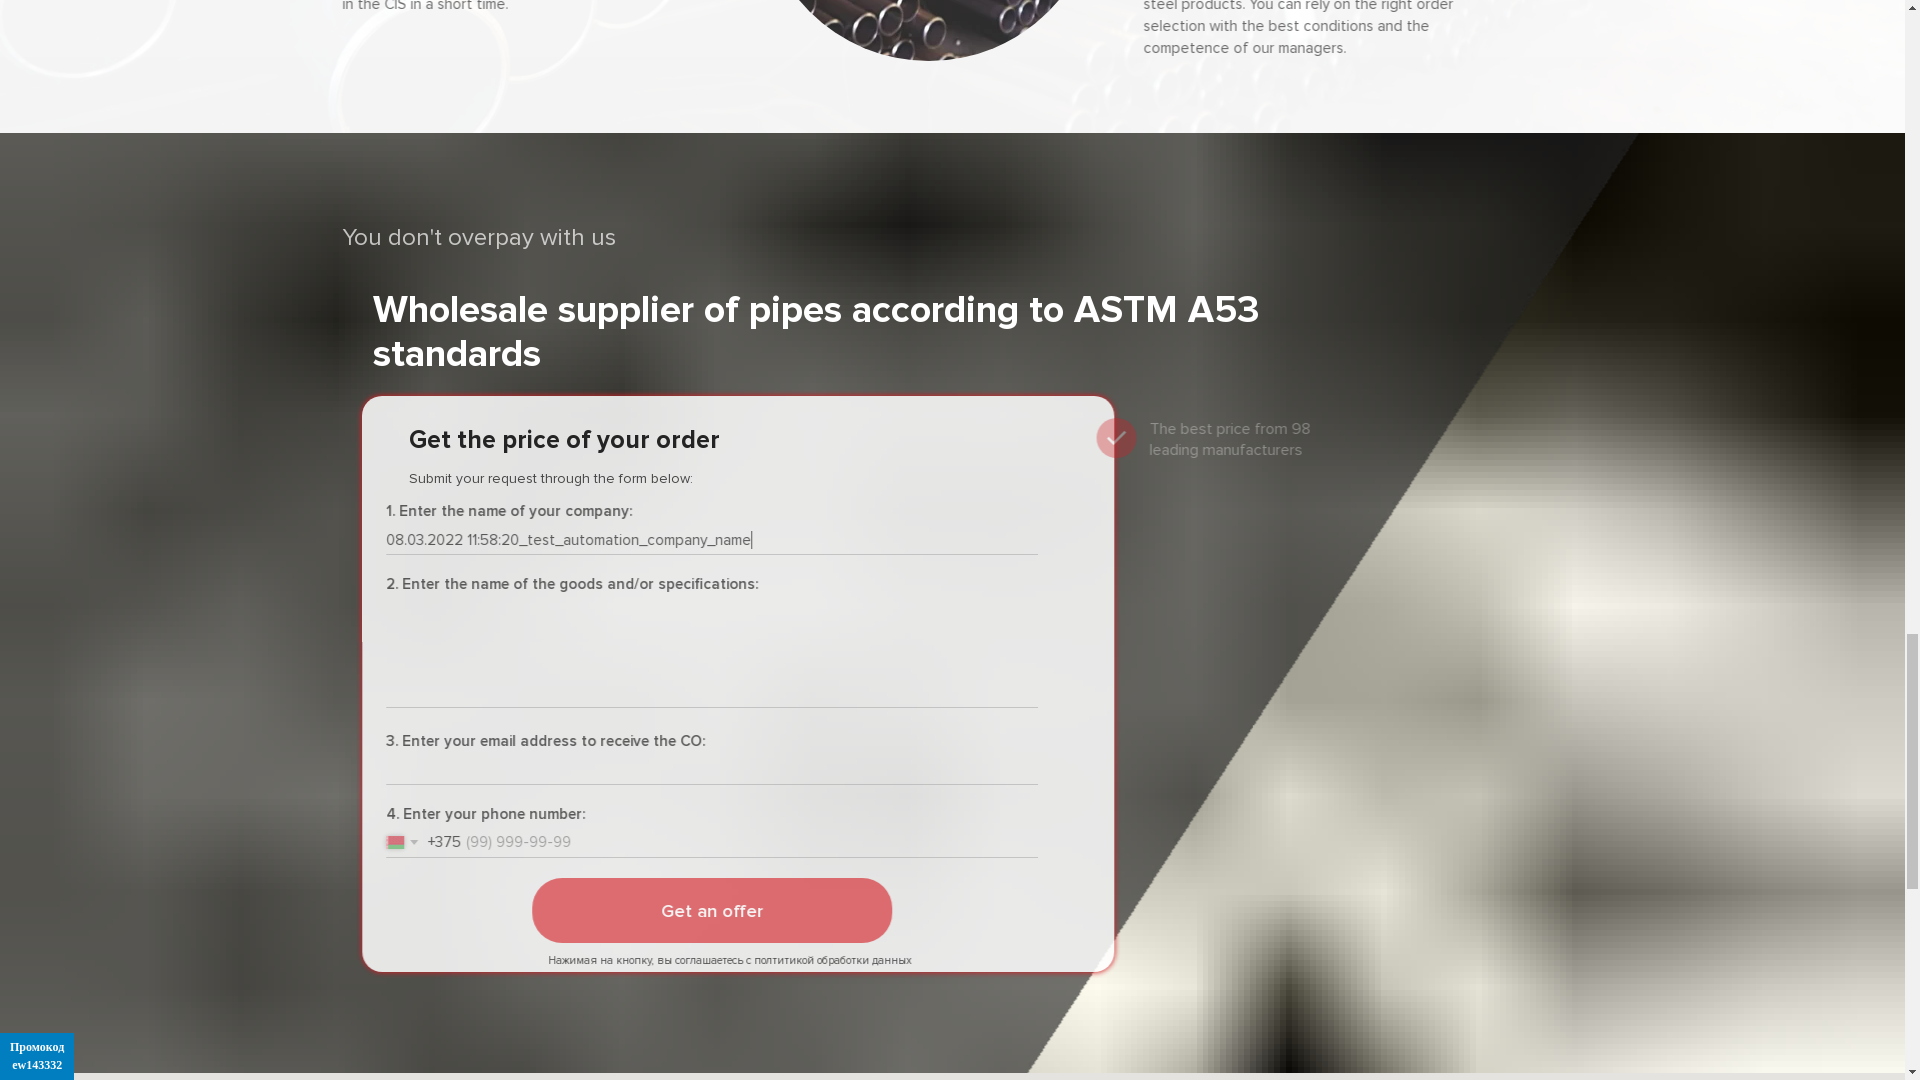 in the CIS in a short time.
steel products. You can rely on the right order
selection with the best conditions and the
competence of our managers.
You don't overpay with us
Wholesale supplier of pipes according to ASTM A53
standards
Get the price of your order
Submit your request through the form below:
The best price from 98
leading manufacturers
1. Enter the name of your company:
08.03.2022 11:58:20_test_automation_company_name
2. Enter the name of the goods and/or specifications:
3. Enter your email address to receive the CO:
4. Enter your phone number:
+375 (99) 999-99-99
Get an offer
Нажимая на кнопку, вы соглашаетесь с полтитикой обработки данных
Промокод
ew143332